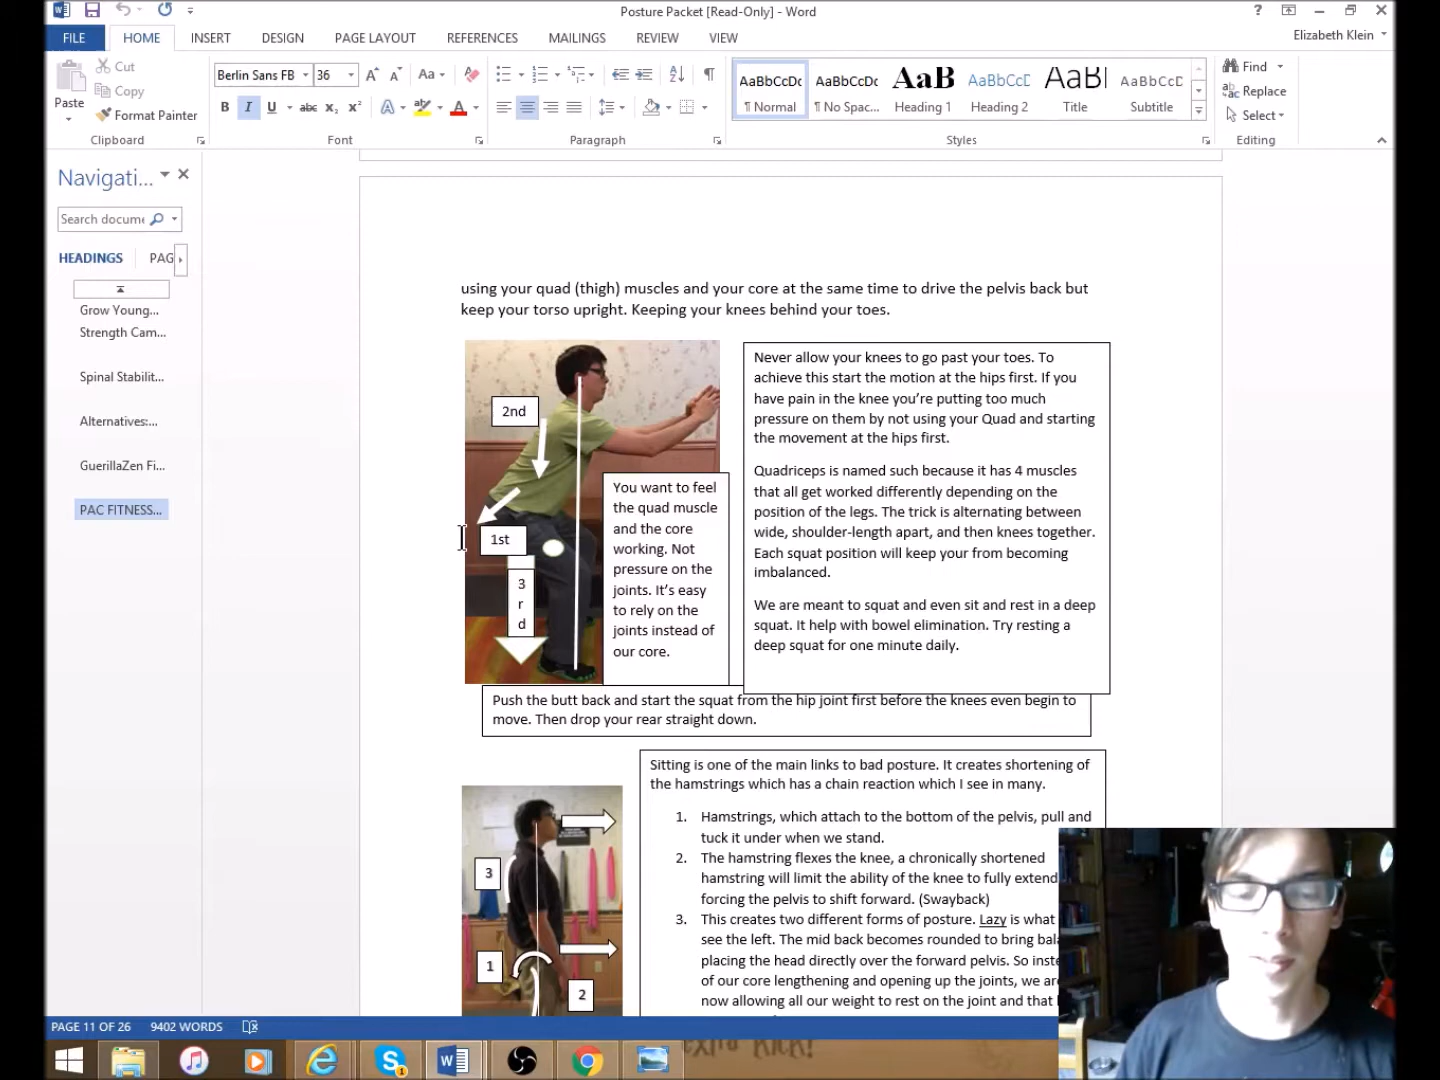 Posture Packet [Read-Only] - Word
?
Elizabeth Klein
FILE
HOME
INSERT
DESIGN
PAGE LAYOUT
REFERENCES
MAILINGS
REVIEW
VIEW
Paste
Cut
Copy
Format Painter
Clipboard
Berlin Sans FB
36
Aa
B I U abc x₂ x²
A
A
Font
Paragraph
AaBbCcDc
¶ Normal
AaBbCcDc
¶ No Spac...
AaB
Heading 1
AaBbCcD
Heading 2
AaB
Title
AaBbCcD
Subtitle
Styles
Find
Replace
Select
Editing
Navigati...
Search docume
HEADINGS
PAG
Grow Young...
Strength Cam...
Spinal Stabilit...
Alternatives:...
GuerillaZen Fi...
PAC FITNESS...
using your quad (thigh) muscles and your core at the same time to drive the pelvis back but
keep your torso upright. Keeping your knees behind your toes.
2nd
1st
3
r
d
You want to feel
the quad muscle
and the core
working. Not
pressure on the
joints. It's easy
to rely on the
joints instead of
our core.
Never allow your knees to go past your toes. To
achieve this start the motion at the hips first. If you
have pain in the knee you're putting too much
pressure on them by not using your Quad and starting
the movement at the hips first.
Quadriceps is named such because it has 4 muscles
that all get worked differently depending on the
position of the legs. The trick is alternating between
wide, shoulder-length apart, and then knees together.
Each squat position will keep your from becoming
imbalanced.
We are meant to squat and even sit and rest in a deep
squat. It help with bowel elimination. Try resting a
deep squat for one minute daily.
Push the butt back and start the squat from the hip joint first before the knees even begin to
move. Then drop your rear straight down.
3
1
2
Sitting is one of the main links to bad posture. It creates shortening of
the hamstrings which has a chain reaction which I see in many.
1. Hamstrings, which attach to the bottom of the pelvis, pull and
tuck it under when we stand.
2. The hamstring flexes the knee, a chronically shortened
hamstring will limit the ability of the knee to fully extend
forcing the pelvis to shift forward. (Swayback)
3. This creates two different forms of posture. Lazy is what
see the left. The mid back becomes rounded to bring bal
placing the head directly over the forward pelvis. So inst
of our core lengthening and opening up the joints, we are
now allowing all our weight to rest on the joint and that
PAGE 11 OF 26
9402 WORDS
extra kick!